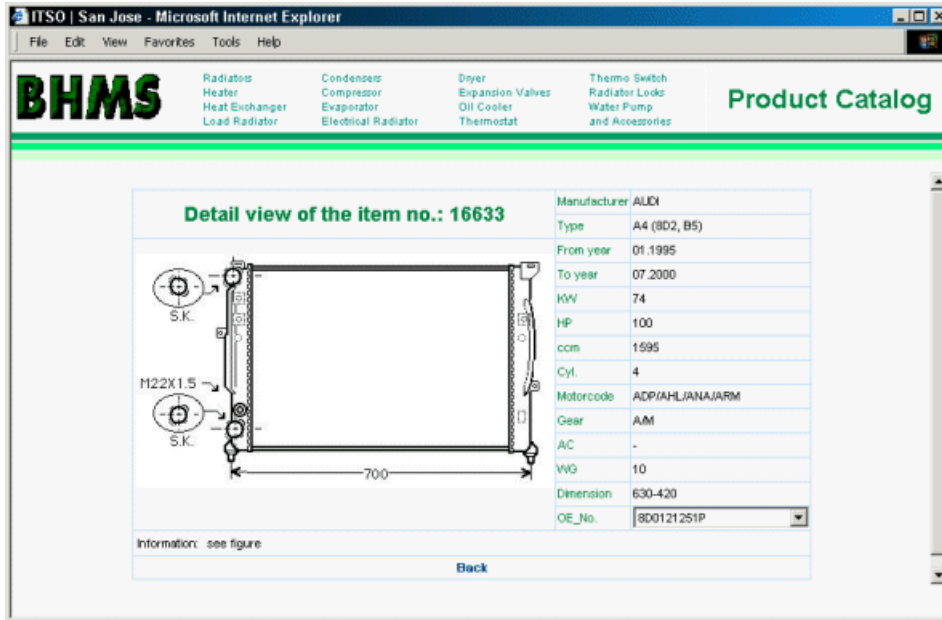 ITSO | San Jose - Microsoft Internet Explorer
File Edit View Favorites Tools Help
BHMS
Radiators Condensers Dryer Thermo Switch
Heater Compressor Expansion Valves Radiator Locks
Heat Exchanger Evaporator Oil Cooler Water Pump
Load Radiator Electrical Radiator Thermostat and Accessories
Product Catalog
Detail view of the item no.: 16633
S.K.
M22X1.5
S.K.
700
Manufacturer AUDI
Type A4 (8D2, B5)
From year 01.1995
To year 07.2000
KW 74
HP 100
ccm 1595
Cyl. 4
Motorcode ADP/AHL/ANA/ARM
Gear A/M
AC -
WG 10
Dimension 630-420
OE_No. 8D0121251P
Information: see figure
Back